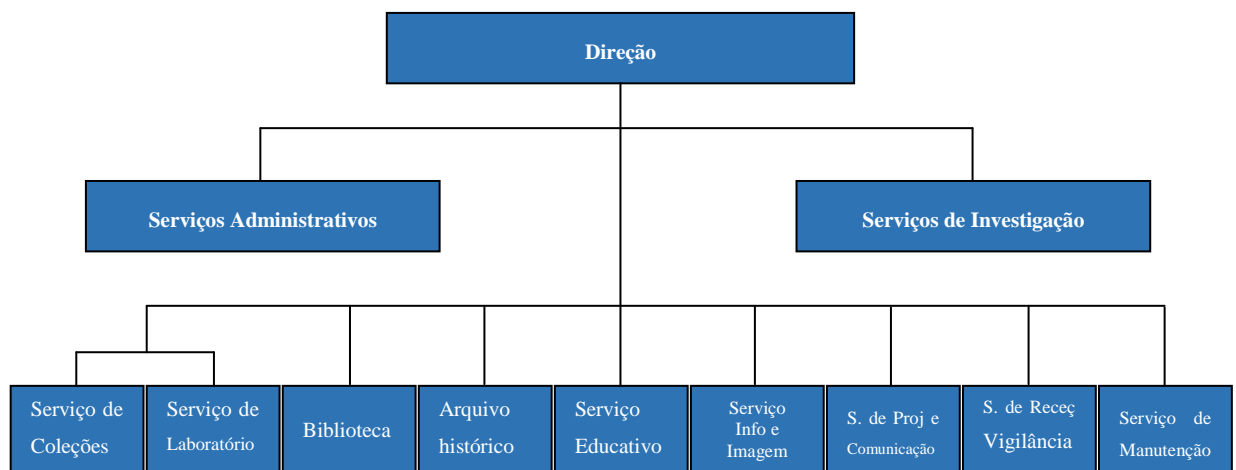 Direção
Serviços Administrativos
Serviços de Investigação
Serviço de
Coleções
Serviço de
Laboratório
Biblioteca
Arquivo
histórico
Serviço
Educativo
Serviço
Info e
Imagem
S. de Proj e
Comunicação
S. de Receç
Vigilância
Serviço de
Manutenção